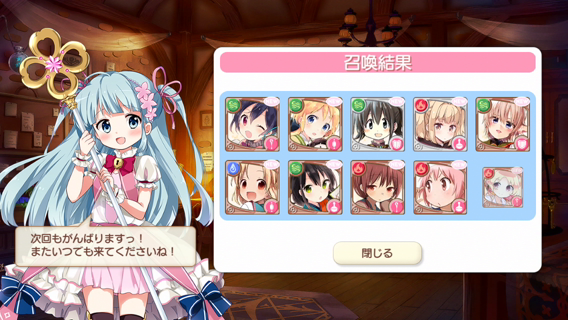 召喚結果
次回もがんばりますっ！
またいつでも来てくださいね！
閉じる